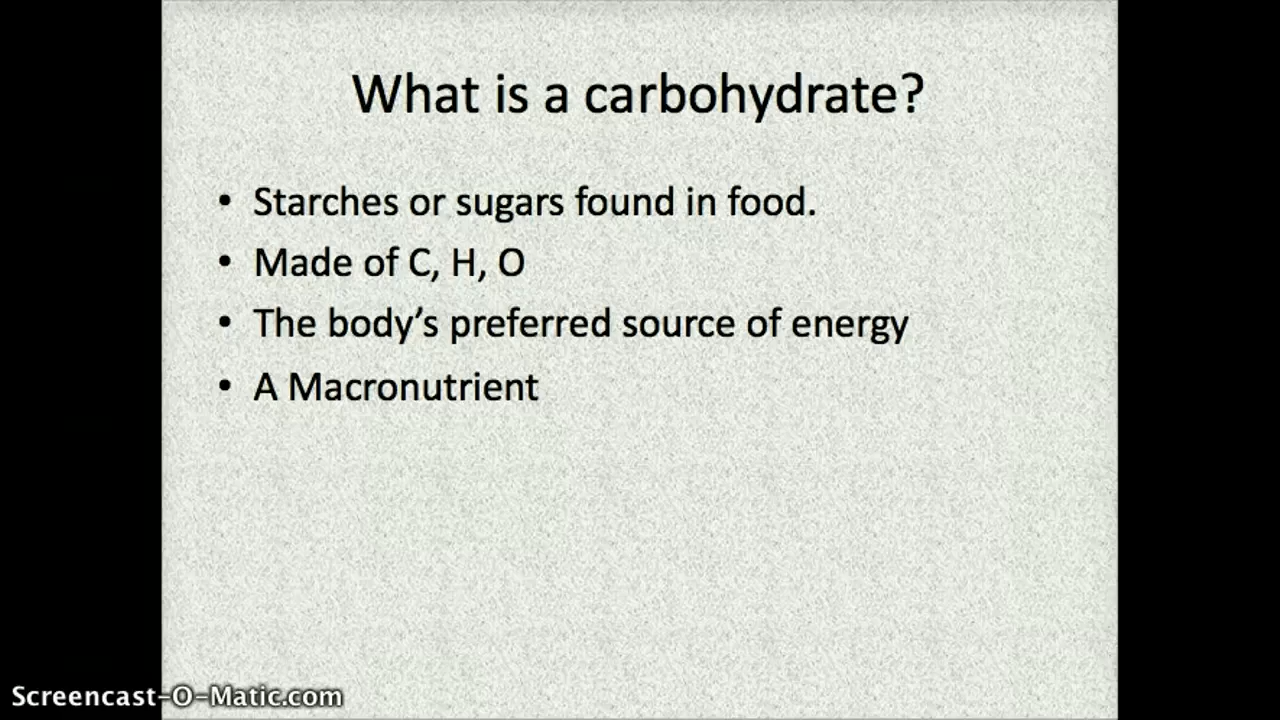 What is a carbohydrate?
• Starches or sugars found in food.
• Made of C, H, O
• The body’s preferred source of energy
• A Macronutrient
Screencast-O-Matic.com